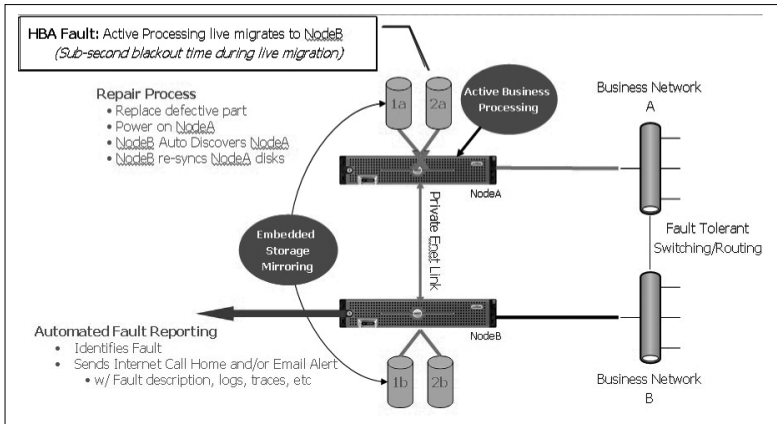 HBA Fault: Active Processing live migrates to NodeB
(Sub-second blackout time during live migration)
Repair Process
• Replace defective part
• Power on NodeA
• NodeB Auto Discovers NodeA
• NodeB re-syncs NodeA disks
1a
2a
Active Business
Processing
Business Network
A
NodeA
Private Enet Link
Embedded
Storage
Mirroring
Fault Tolerant
Switching/Routing
NodeB
Automated Fault Reporting
• Identifies Fault
• Sends Internet Call Home and/or Email Alert
• w/ Fault description, logs, traces, etc
1b
2b
Business Network
B